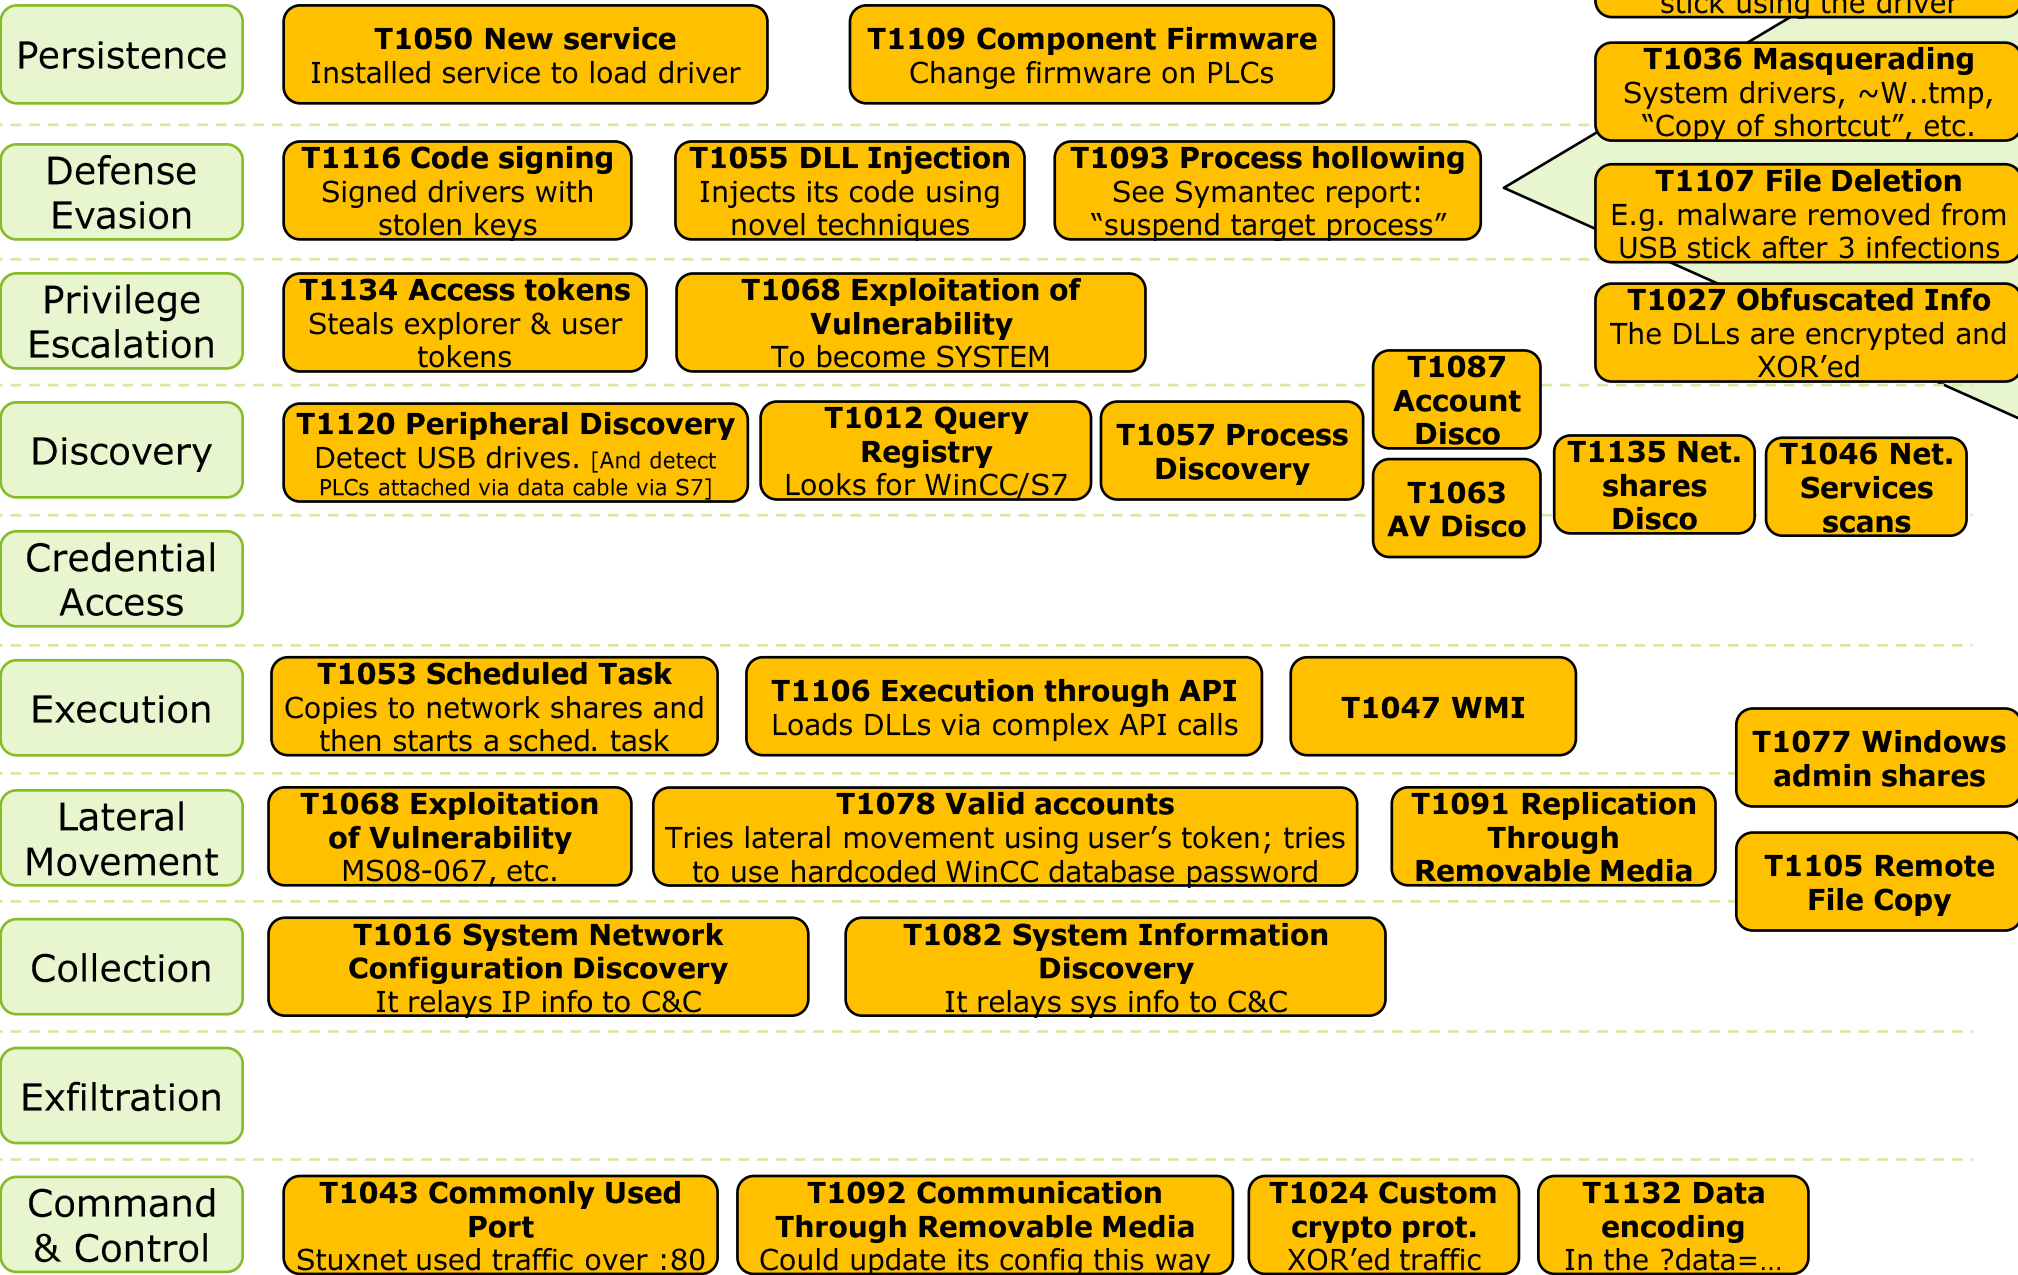 Persistence
T1050 New service
Installed service to load driver
T1109 Component Firmware
Change firmware on PLCs
stick using the driver
T1036 Masquerading
System drivers, ~W..tmp,
“Copy of shortcut”, etc.
Defense
Evasion
T1116 Code signing
Signed drivers with
stolen keys
T1055 DLL Injection
Injects its code using
novel techniques
T1093 Process hollowing
See Symantec report:
“suspend target process”
T1107 File Deletion
E.g. malware removed from
USB stick after 3 infections
Privilege
Escalation
T1134 Access tokens
Steals explorer & user
tokens
T1068 Exploitation of
Vulnerability
To become SYSTEM
T1027 Obfuscated Info
The DLLs are encrypted and
XOR’ed
Discovery
T1120 Peripheral Discovery
Detect USB drives. [And detect
PLCs attached via data cable via S7]
T1012 Query
Registry
Looks for WinCC/S7
T1057 Process
Discovery
T1087
Account
Disco
T1063
AV Disco
T1135 Net.
shares
Disco
T1046 Net.
Services
scans
Credential
Access
Execution
T1053 Scheduled Task
Copies to network shares and
then starts a sched. task
T1106 Execution through API
Loads DLLs via complex API calls
T1047 WMI
T1077 Windows
admin shares
Lateral
Movement
T1068 Exploitation
of Vulnerability
MS08-067, etc.
T1078 Valid accounts
Tries lateral movement using user’s token; tries
to use hardcoded WinCC database password
T1091 Replication
Through
Removable Media
T1105 Remote
File Copy
Collection
T1016 System Network
Configuration Discovery
It relays IP info to C&C
T1082 System Information
Discovery
It relays sys info to C&C
Exfiltration
Command
& Control
T1043 Commonly Used
Port
Stuxnet used traffic over :80
T1092 Communication
Through Removable Media
Could update its config this way
T1024 Custom
crypto prot.
XOR’ed traffic
T1132 Data
encoding
In the ?data=…